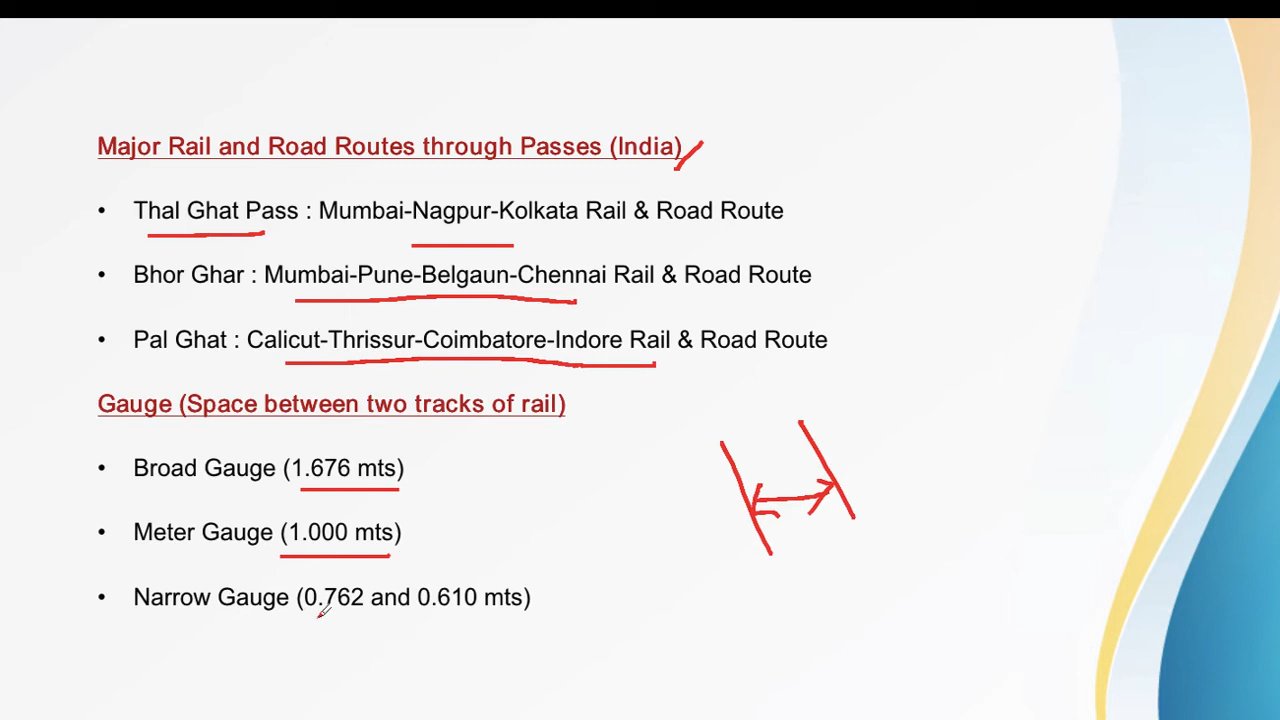 Major Rail and Road Routes through Passes (India)
• Thal Ghat Pass : Mumbai-Nagpur-Kolkata Rail & Road Route
• Bhor Ghar : Mumbai-Pune-Belgaun-Chennai Rail & Road Route
• Pal Ghat : Calicut-Thrissur-Coimbatore-Indore Rail & Road Route
Gauge (Space between two tracks of rail)
• Broad Gauge (1.676 mts)
• Meter Gauge (1.000 mts)
• Narrow Gauge (0.762 and 0.610 mts)